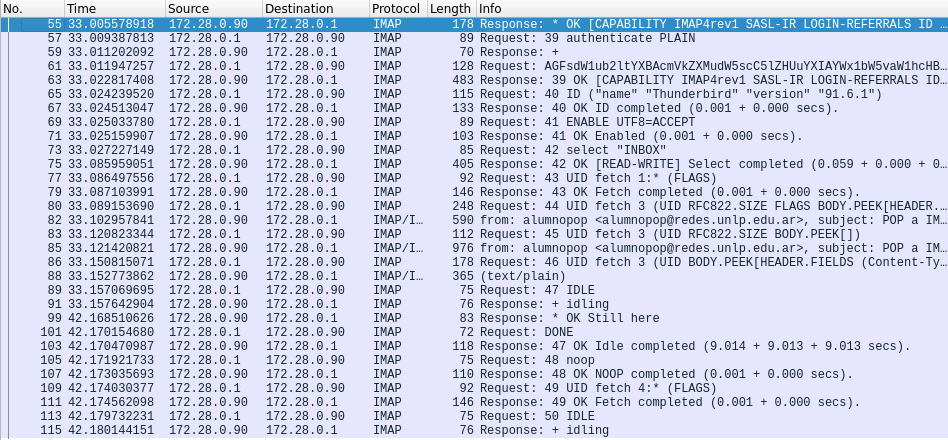 No. Time Source Destination Protocol Length Info
55 33.005578918 172.28.0.90 172.28.0.1 IMAP 178 Response: * OK [CAPABILITY IMAP4rev1 SASL-IR LOGIN-REFERRALS ID …
57 33.009387813 172.28.0.1 172.28.0.90 IMAP 89 Request: 39 authenticate PLAIN
59 33.011202092 172.28.0.90 172.28.0.1 IMAP 70 Response: +
61 33.011947257 172.28.0.1 172.28.0.90 IMAP 128 Request: AGFsdW1ub2ltYXBAcmVkZXMudW5scC5lZHUuYXIAYWx1bW5vaW1hcHB…
63 33.022817408 172.28.0.90 172.28.0.1 IMAP 483 Response: 39 OK [CAPABILITY IMAP4rev1 SASL-IR LOGIN-REFERRALS ID…
65 33.024239520 172.28.0.1 172.28.0.90 IMAP 115 Request: 40 ID ("name" "Thunderbird" "version" "91.6.1")
67 33.024513047 172.28.0.90 172.28.0.1 IMAP 133 Response: 40 OK ID completed (0.001 + 0.000 secs).
69 33.025033780 172.28.0.1 172.28.0.90 IMAP 89 Request: 41 ENABLE UTF8=ACCEPT
71 33.025159907 172.28.0.90 172.28.0.1 IMAP 103 Response: 41 OK Enabled (0.001 + 0.000 secs).
73 33.027227149 172.28.0.1 172.28.0.90 IMAP 85 Request: 42 select "INBOX"
75 33.085959051 172.28.0.90 172.28.0.1 IMAP 405 Response: 42 OK [READ-WRITE] Select completed (0.059 + 0.000 + 0…
77 33.086497556 172.28.0.1 172.28.0.90 IMAP 92 Request: 43 UID fetch 1:* (FLAGS)
79 33.087103991 172.28.0.90 172.28.0.1 IMAP 146 Response: 43 OK Fetch completed (0.001 + 0.000 secs).
80 33.089153690 172.28.0.1 172.28.0.90 IMAP 248 Request: 44 UID fetch 3 (UID RFC822.SIZE FLAGS BODY.PEEK[HEADER.…
82 33.102957841 172.28.0.90 172.28.0.1 IMAP/I… 590 from: alumnopop <alumnopop@redes.unlp.edu.ar>, subject: POP a IM…
83 33.120823344 172.28.0.1 172.28.0.90 IMAP 112 Request: 45 UID fetch 3 (UID RFC822.SIZE BODY.PEEK[])
85 33.121420821 172.28.0.90 172.28.0.1 IMAP/I… 976 from: alumnopop <alumnopop@redes.unlp.edu.ar>, subject: POP a IM…
86 33.150815071 172.28.0.1 172.28.0.90 IMAP 178 Request: 46 UID fetch 3 (UID BODY.PEEK[HEADER.FIELDS (Content-Ty…
88 33.152773862 172.28.0.90 172.28.0.1 IMAP/I… 365 (text/plain)
89 33.157069695 172.28.0.1 172.28.0.90 IMAP 75 Request: 47 IDLE
91 33.157642904 172.28.0.90 172.28.0.1 IMAP 76 Response: + idling
99 42.168510626 172.28.0.90 172.28.0.1 IMAP 83 Response: * OK Still here
101 42.170154680 172.28.0.1 172.28.0.90 IMAP 72 Request: DONE
103 42.170470987 172.28.0.90 172.28.0.1 IMAP 118 Response: 47 OK Idle completed (9.014 + 9.013 + 9.013 secs).
105 42.171921733 172.28.0.1 172.28.0.90 IMAP 75 Request: 48 noop
107 42.173035693 172.28.0.90 172.28.0.1 IMAP 110 Response: 48 OK NOOP completed (0.001 + 0.000 secs).
109 42.174030377 172.28.0.1 172.28.0.90 IMAP 92 Request: 49 UID fetch 4:* (FLAGS)
111 42.174562098 172.28.0.90 172.28.0.1 IMAP 146 Response: 49 OK Fetch completed (0.001 + 0.000 secs).
113 42.179732231 172.28.0.1 172.28.0.90 IMAP 75 Request: 50 IDLE
115 42.180144151 172.28.0.90 172.28.0.1 IMAP 76 Response: + idling